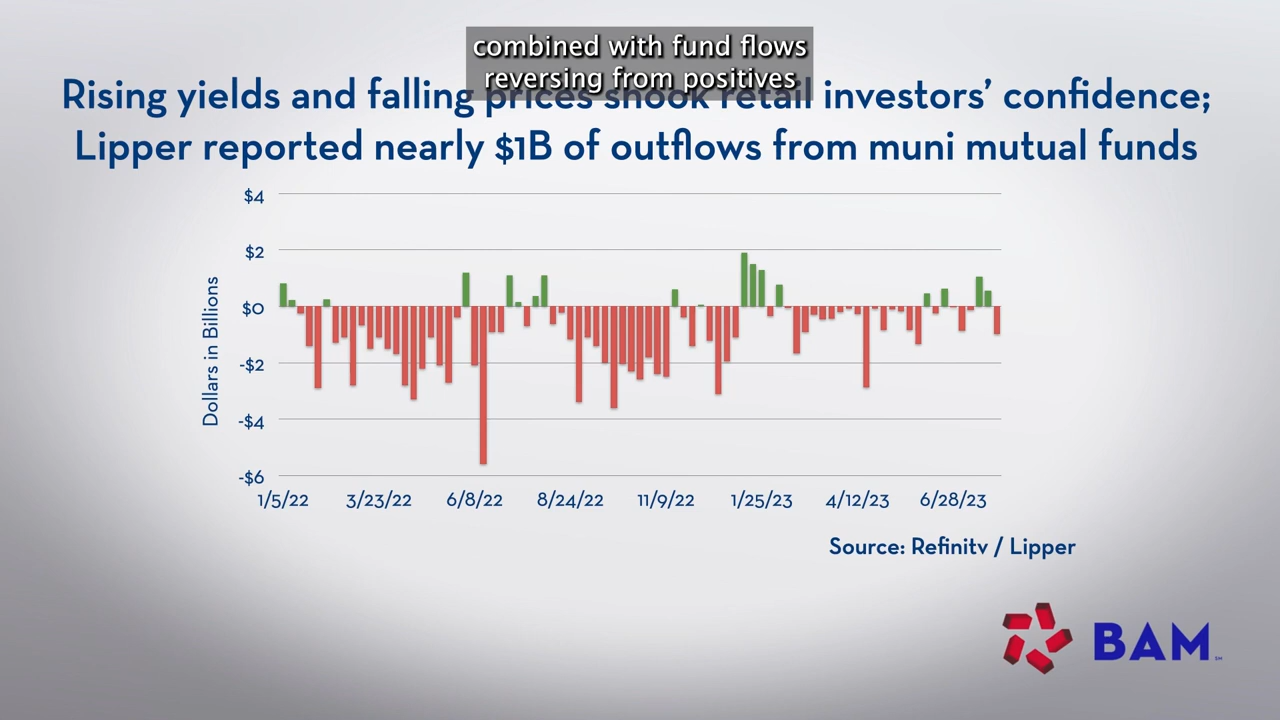 combined with fund flows
reversing from positives
Rising yields and falling prices shook retail investors’ confidence;
Lipper reported nearly $1B of outflows from muni mutual funds
$4
$2
$0
-$2
-$4
-$6
Dollars in Billions
1/5/22 3/23/22 6/8/22 8/24/22 11/9/22 1/25/23 4/12/23 6/28/23
Source: Refinitv / Lipper
BAM